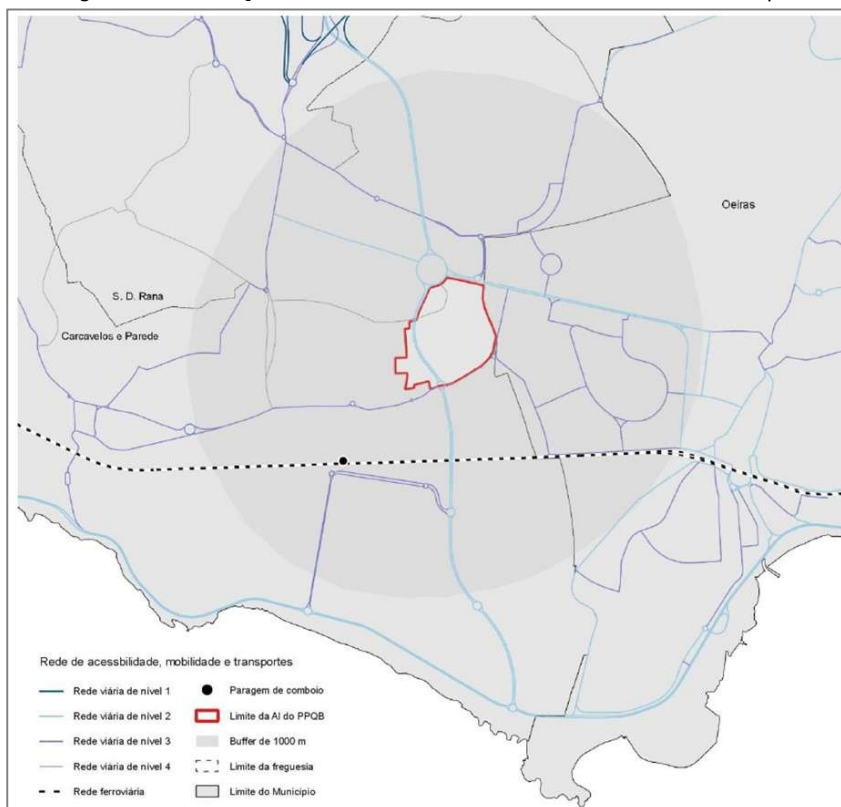 Oeiras
S. D. Rana
Carcavelos e Parede
Rede de acessbilidade, mobilidade e transportes
Rede viária de nível 1
Rede viária de nível 2
Rede viária de nível 3
Rede viária de nível 4
Rede ferroviária
Paragem de comboio
Limite da AI do PPQB
Buffer de 1000 m
Limite da freguesia
Limite do Município